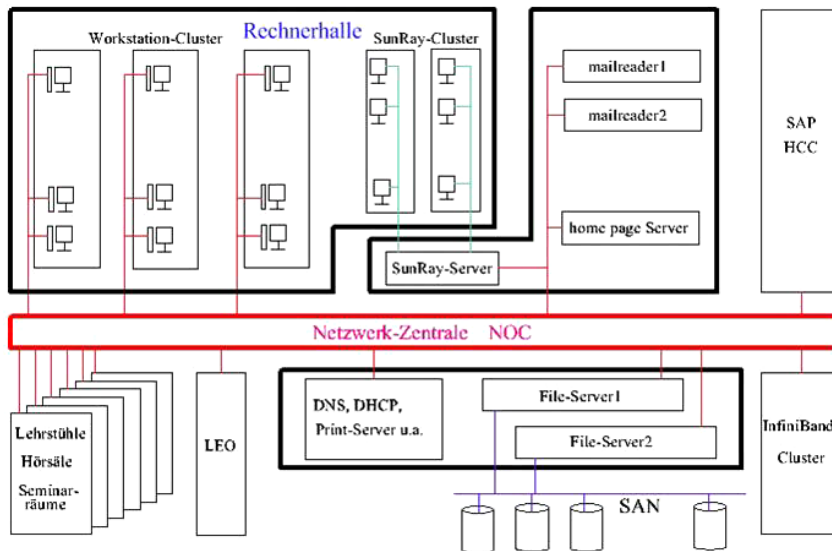 Workstation-Cluster
Rechnerhalle
SunRay-Cluster
mailreader1
mailreader2
home page Server
SunRay-Server
SAP
HCC
Netzwerk-Zentrale NOC
Lehrstühle
Hörsäle
Seminar-
räume
LEO
DNS, DHCP,
Print-Server u.a.
File-Server1
File-Server2
SAN
InfiniBand
Cluster